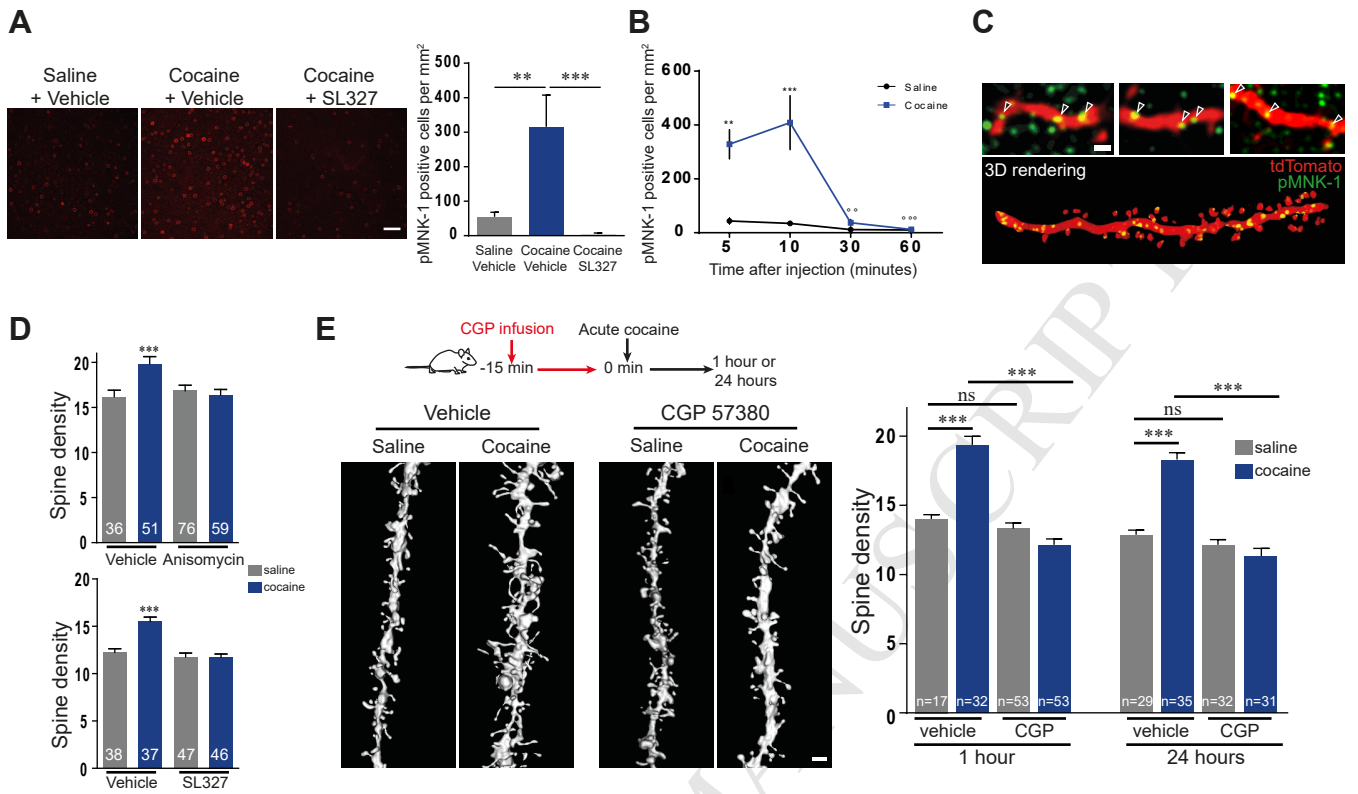 A
Saline
+ Vehicle
Cocaine
+ Vehicle
Cocaine
+ SL327
pMNK-1 positive cells per mm²
500
400
300
200
100
0
**
***
Saline
Vehicle
Cocaine
Vehicle
Cocaine
SL327
B
pMNK-1 positive cells per mm²
600
400
200
0
**
***
°°
°°°
Saline
Cocaine
5
10
30
60
Time after injection (minutes)
C
3D rendering
tdTomato
pMNK-1
D
Spine density
20
15
10
5
0
***
36
51
76
59
Vehicle
Anisomycin
saline
cocaine
Spine density
20
15
10
5
0
***
38
37
47
46
Vehicle
SL327
E
CGP infusion
Acute cocaine
-15 min
0 min
1 hour or
24 hours
Vehicle
CGP 57380
Saline
Cocaine
Saline
Cocaine
Spine density
20
15
10
5
0
***
ns
***
***
ns
***
saline
cocaine
n=17
n=32
n=53
n=53
n=29
n=35
n=32
n=31
vehicle
CGP
vehicle
CGP
1 hour
24 hours